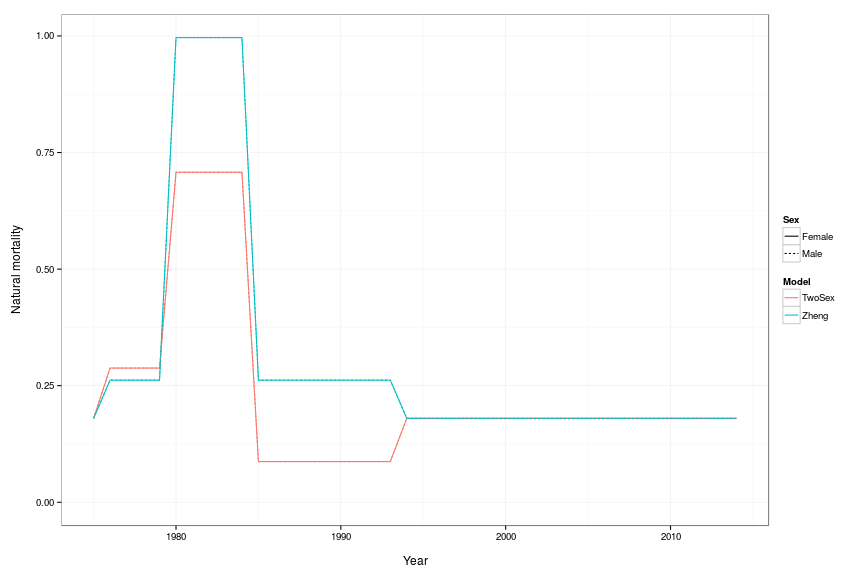 1.00
0.75
0.50
0.25
0.00
Natural mortality
1980
1990
2000
2010
Year
Sex
Female
Male
Model
TwoSex
Zheng